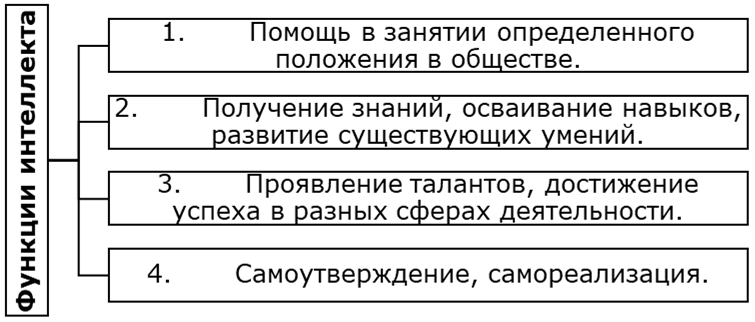 Функции интеллекта
1. Помощь в занятии определенного
положения в обществе.
2. Получение знаний, осваивание навыков,
развитие существующих умений.
3. Проявление талантов, достижение
успеха в разных сферах деятельности.
4. Самоутверждение, самореализация.